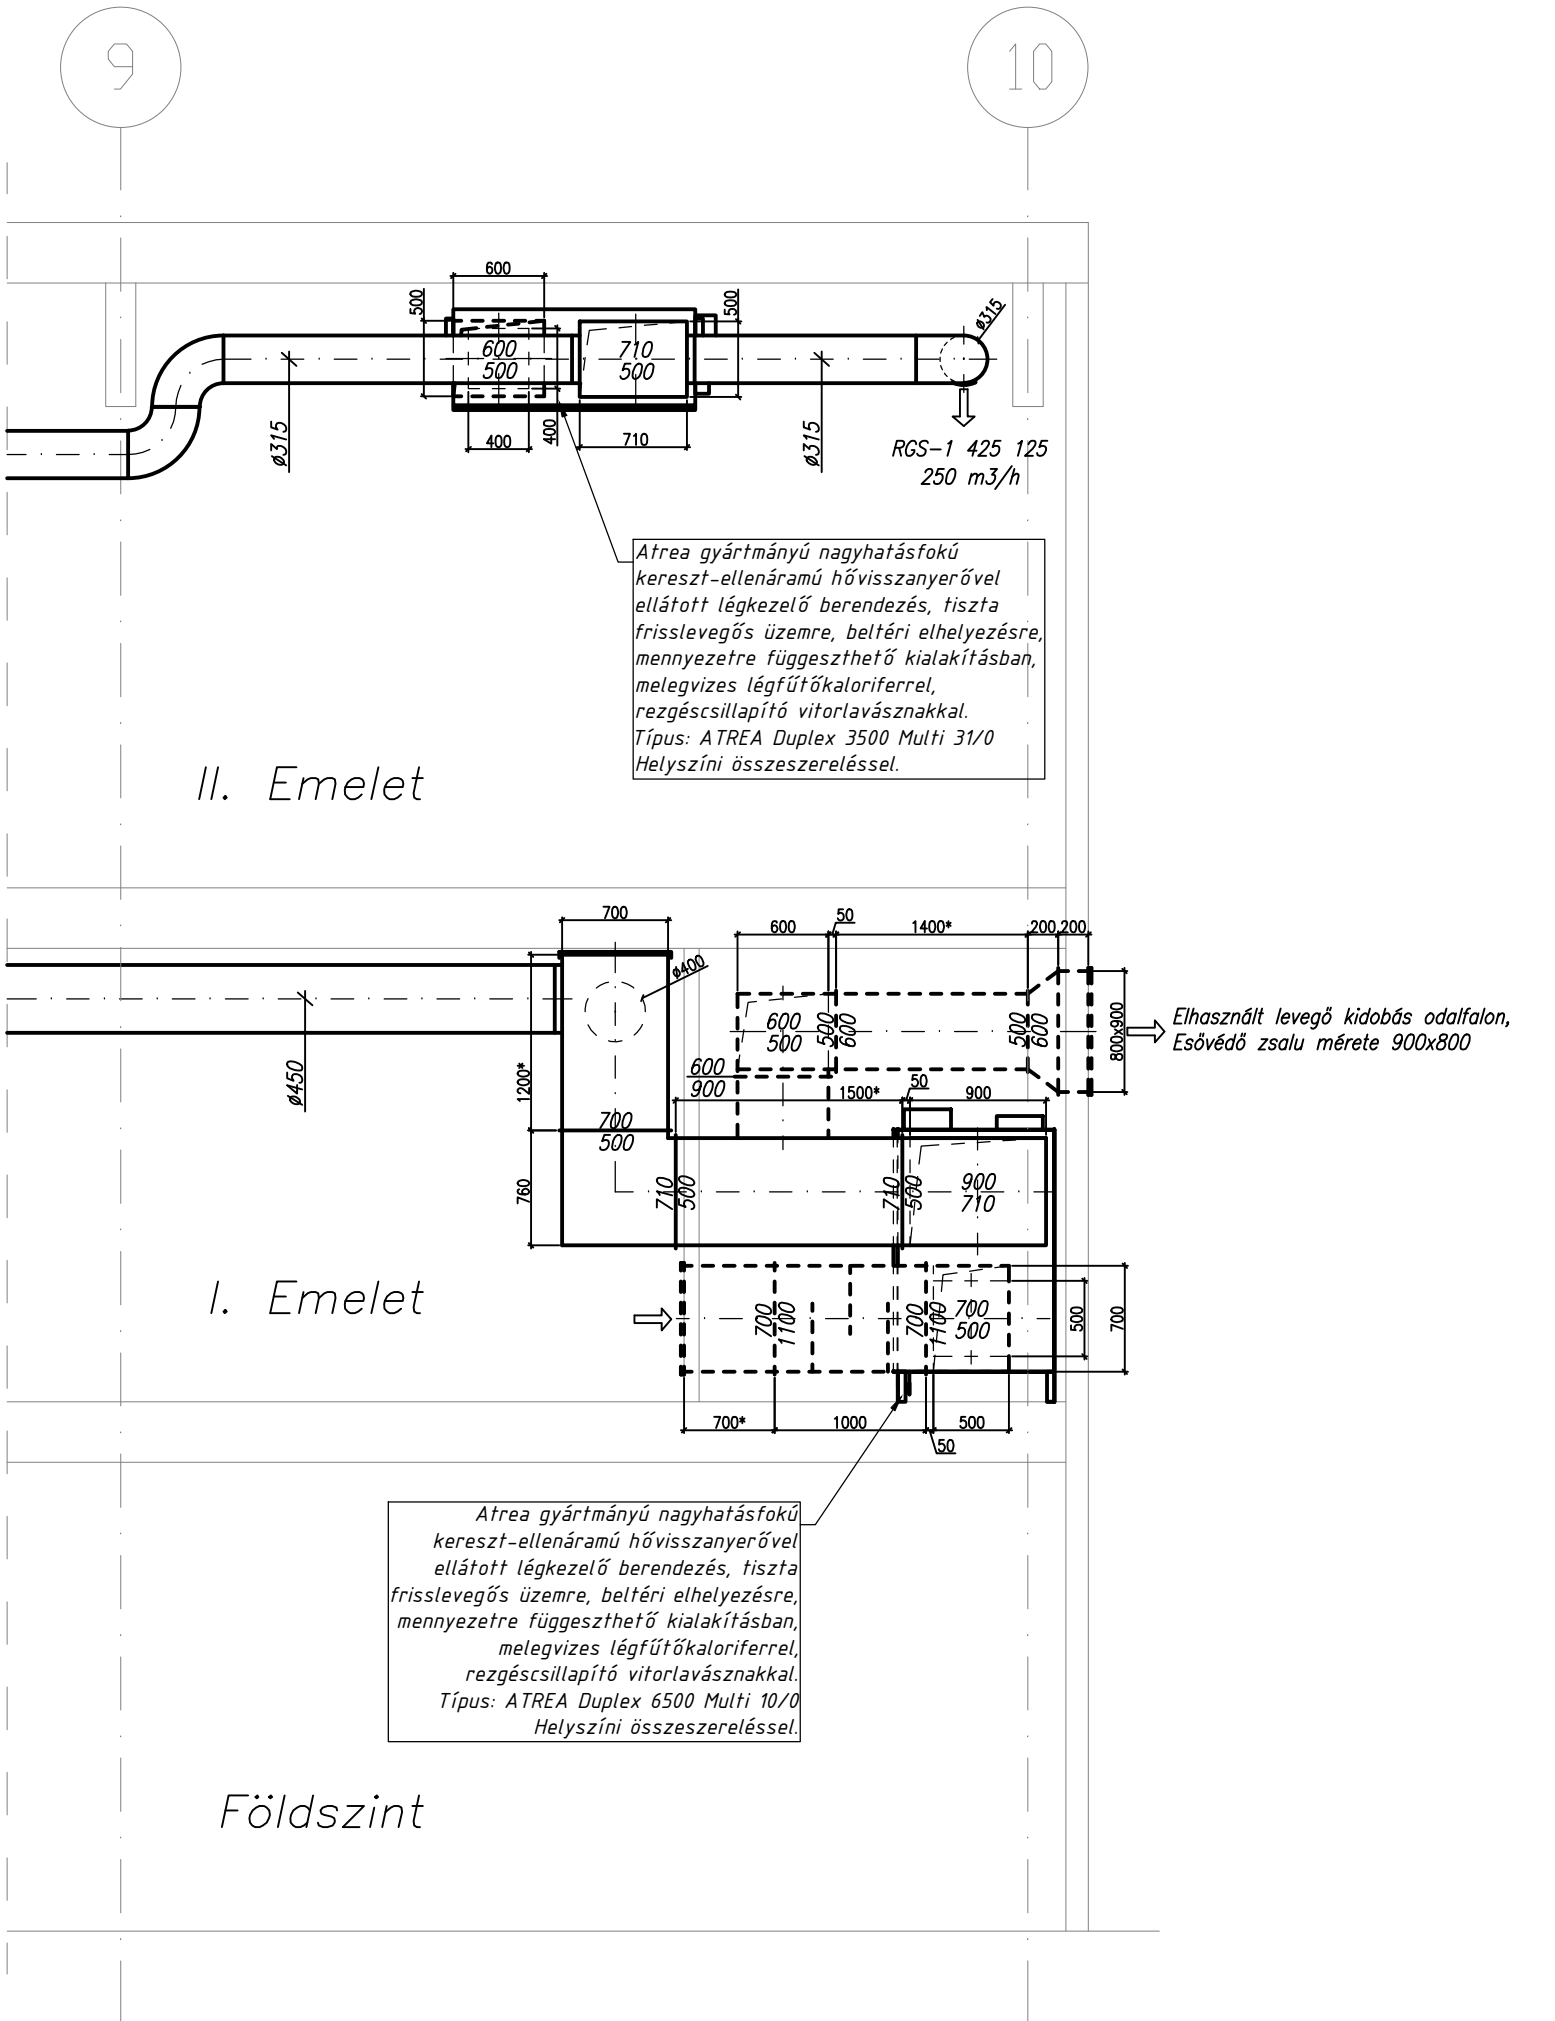 9
10
600
500
500
ø315
600
500
710
500
400
400
710
ø315
ø315
RGS-1 425 125
250 m3/h
Atrea gyártmányú nagyhatásfokú
kereszt-ellenáramú hővisszanyerővel
ellátott légkezelő berendezés, tiszta
frisslevegős üzemre, beltéri elhelyezésre,
mennyezetre függeszthető kialakításban,
melegvizes légfűtőkaloriferrel,
rezgéscsillapító vitorlavásznakkal.
Típus: ATREA Duplex 3500 Multi 31/0
Helyszíni összeszereléssel.
II. Emelet
700
600
50
1400*
200
200
ø400
600
500
500
600
500
600
800x900
Elhasznált levegő kidobás odalfalon,
Esővédő zsalu mérete 900x800
ø450
1200*
600
900
1500*
50
900
700
500
760
710
500
710
500
900
710
I. Emelet
700
1100
700
1100
700
500
500
700
700*
1000
500
50
Atrea gyártmányú nagyhatásfokú
kereszt-ellenáramú hővisszanyerővel
ellátott légkezelő berendezés, tiszta
frisslevegős üzemre, beltéri elhelyezésre,
mennyezetre függeszthető kialakításban,
melegvizes légfűtőkaloriferrel,
rezgéscsillapító vitorlavásznakkal.
Típus: ATREA Duplex 6500 Multi 10/0
Helyszíni összeszereléssel.
Földszint